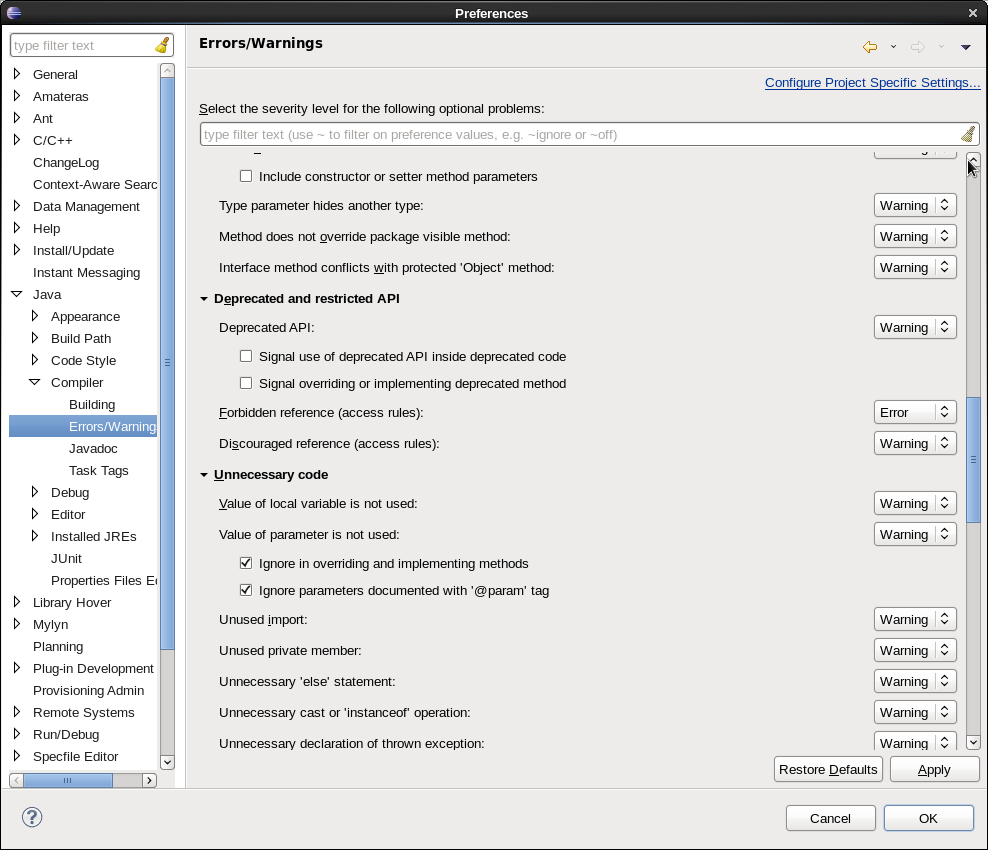 Preferences
type filter text
General
Amateras
Ant
C/C++
ChangeLog
Context-Aware Searc
Data Management
Help
Install/Update
Instant Messaging
Java
Appearance
Build Path
Code Style
Compiler
Building
Errors/Warning
Javadoc
Task Tags
Debug
Editor
Installed JREs
JUnit
Properties Files Ed
Library Hover
Mylyn
Planning
Plug-in Development
Provisioning Admin
Remote Systems
Run/Debug
Specfile Editor
Errors/Warnings
Configure Project Specific Settings...
Select the severity level for the following optional problems:
type filter text (use ~ to filter on preference values, e.g. ~ignore or ~off)
Include constructor or setter method parameters
Type parameter hides another type: Warning
Method does not override package visible method: Warning
Interface method conflicts with protected 'Object' method: Warning
Deprecated and restricted API
Deprecated API: Warning
Signal use of deprecated API inside deprecated code
Signal overriding or implementing deprecated method
Forbidden reference (access rules): Error
Discouraged reference (access rules): Warning
Unnecessary code
Value of local variable is not used: Warning
Value of parameter is not used: Warning
Ignore in overriding and implementing methods
Ignore parameters documented with '@param' tag
Unused import: Warning
Unused private member: Warning
Unnecessary 'else' statement: Warning
Unnecessary cast or 'instanceof' operation: Warning
Unnecessary declaration of thrown exception: Warning
Restore Defaults Apply
Cancel OK